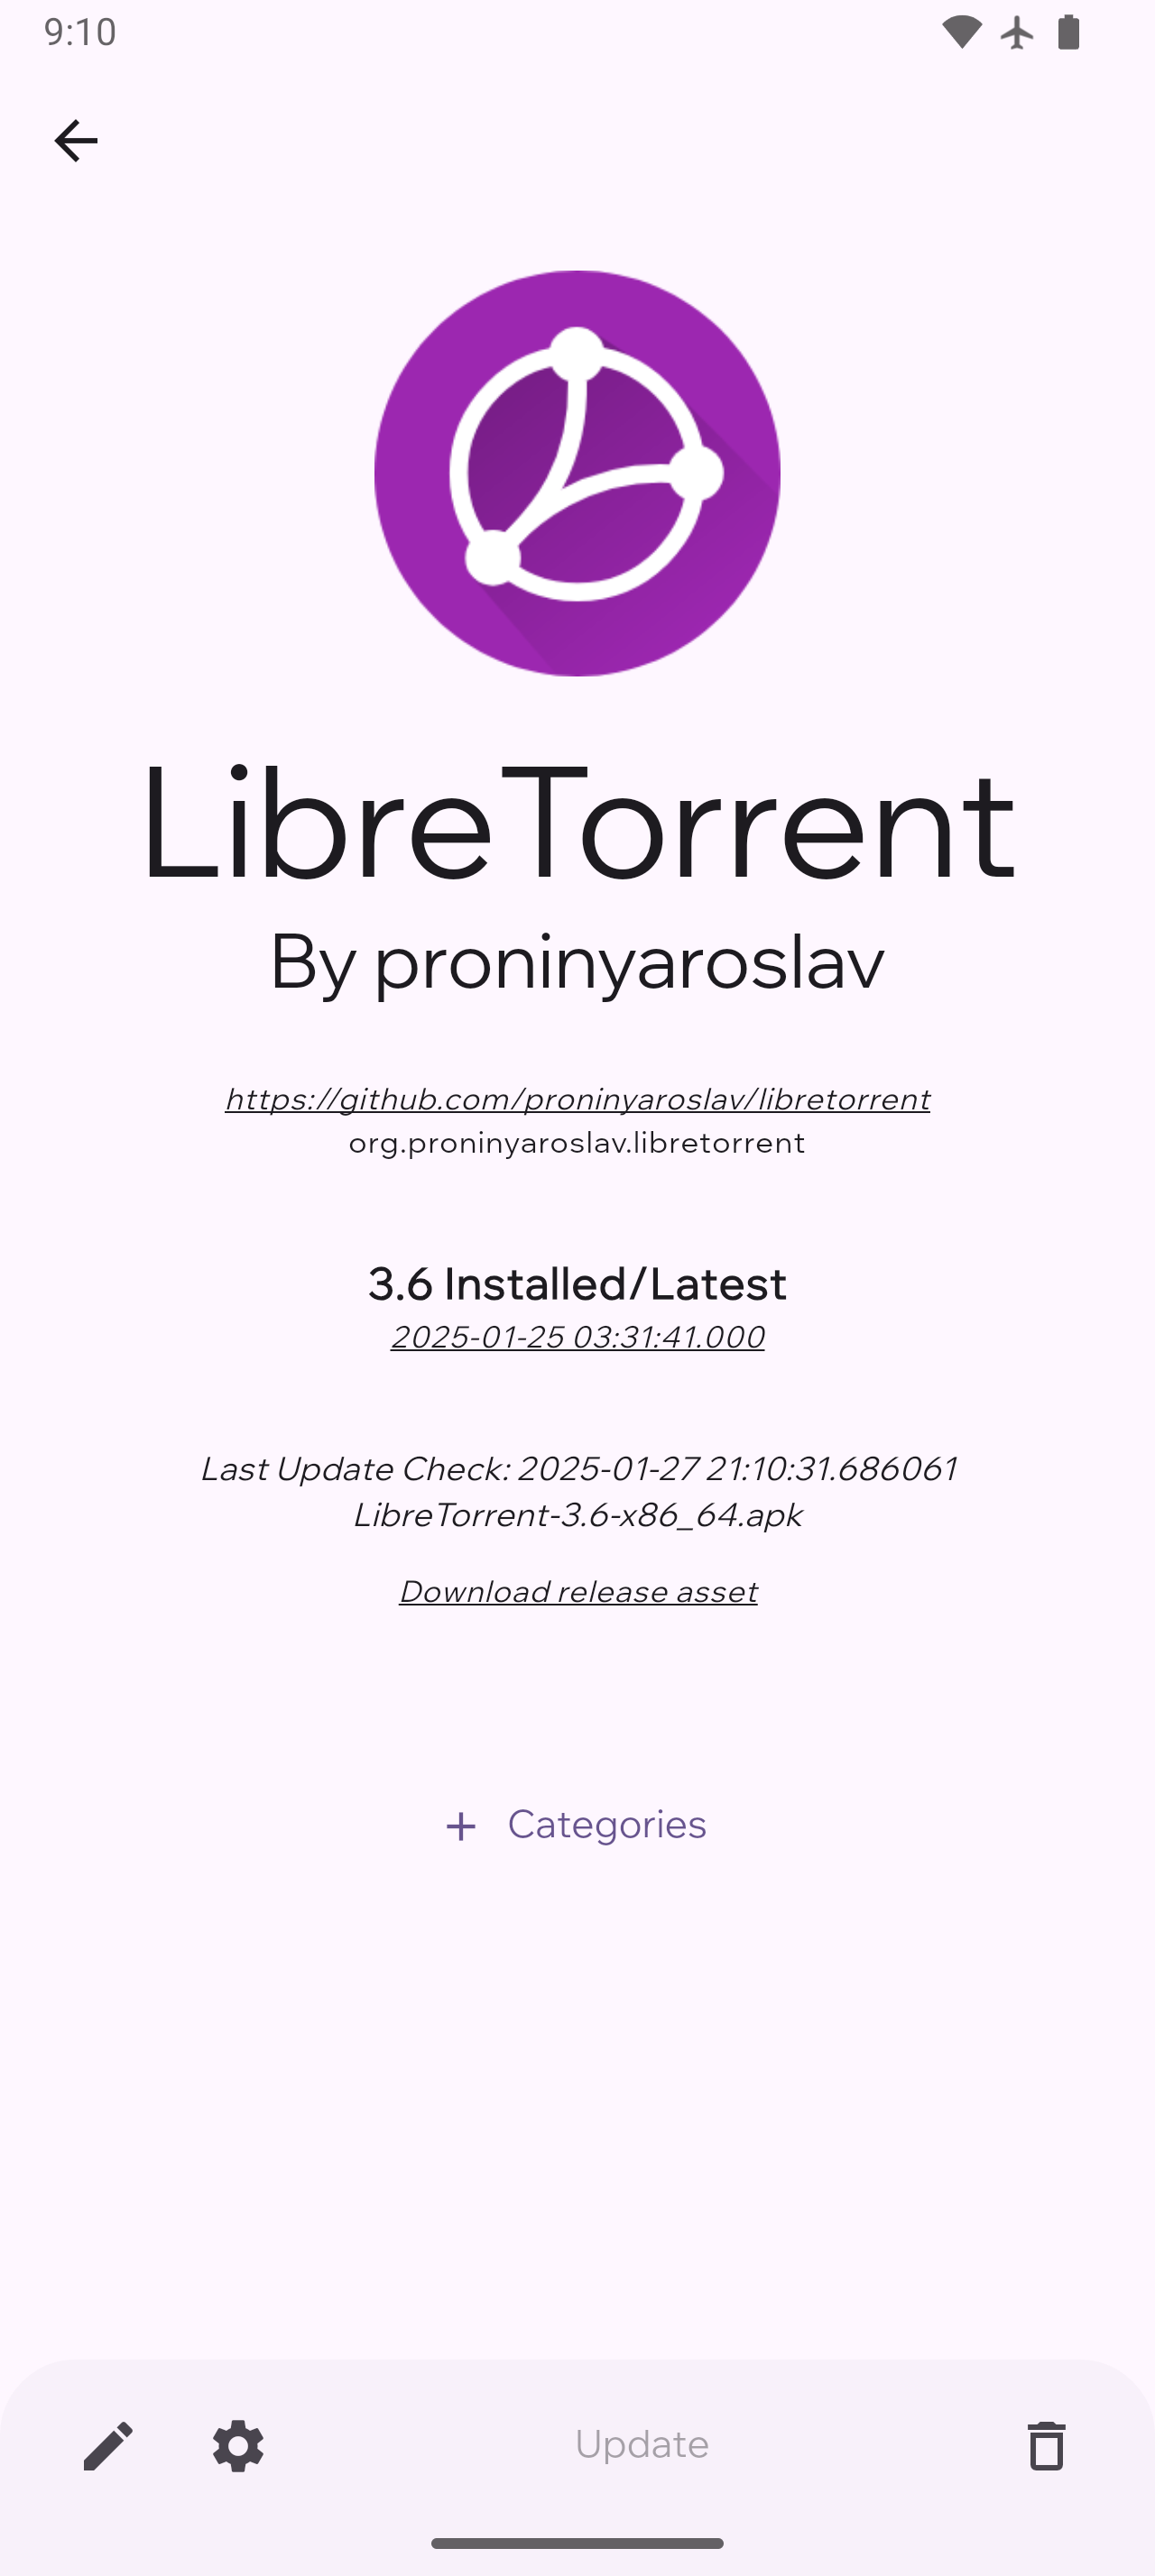 9:10
LibreTorrent
By proninyaroslav
https://github.com/proninyaroslav/libretorrent
org.proninyaroslav.libretorrent
3.6 Installed/Latest
2025-01-25 03:31:41.000
Last Update Check: 2025-01-27 21:10:31.686061
LibreTorrent-3.6-x86_64.apk
Download release asset
+ Categories
Update